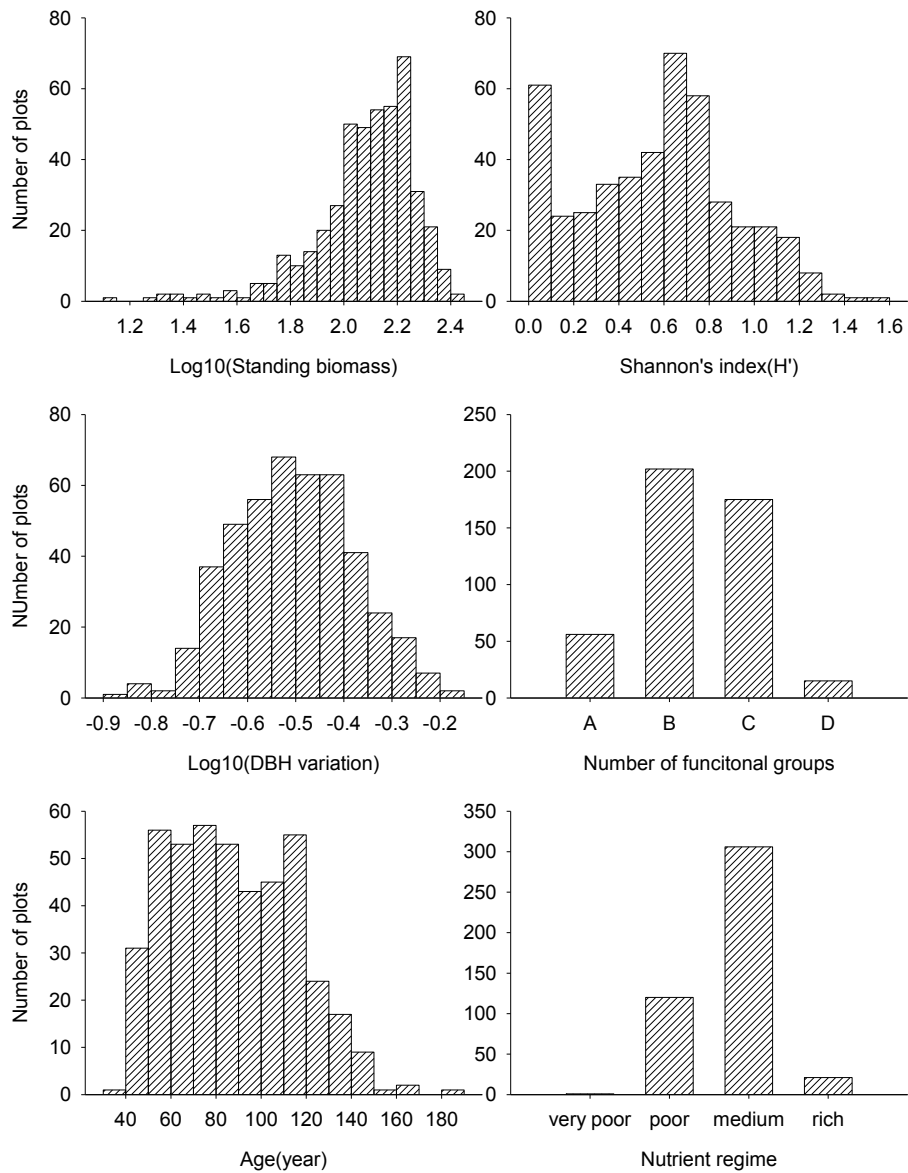 80
60
40
20
0
Number of plots
1.2 1.4 1.6 1.8 2.0 2.2 2.4
Log10(Standing biomass)
80
60
40
20
0
0.0 0.2 0.4 0.6 0.8 1.0 1.2 1.4 1.6
Shannon's index(H')
80
60
40
20
0
NUmber of plots
-0.9 -0.8 -0.7 -0.6 -0.5 -0.4 -0.3 -0.2
Log10(DBH variation)
250
200
150
100
50
0
A B C D
Number of funcitonal groups
60
50
40
30
20
10
0
Number of plots
40 60 80 100 120 140 160 180
Age(year)
350
300
250
200
150
100
50
0
very poor poor medium rich
Nutrient regime